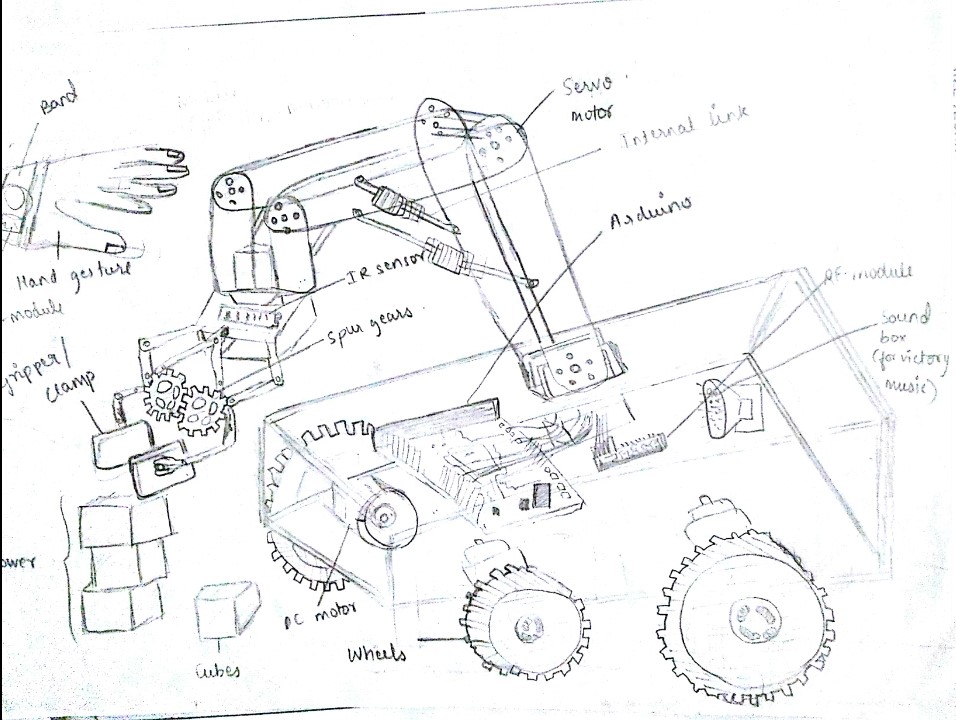 Band
Servo
motor
Internal link
Arduino
Hand gesture
module
IR sensor
RF-module
Sound
box
(for victory
music)
spur gears
gripper/
clamp
DC motor
Wheels
Cubes